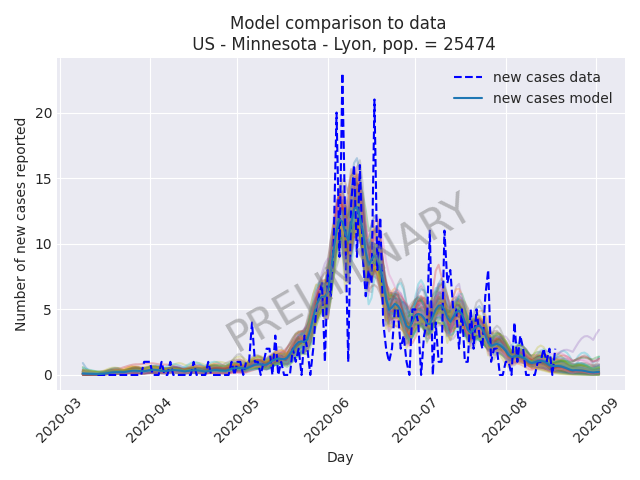 Model comparison to data
US - Minnesota - Lyon, pop. = 25474
new cases data
new cases model
PRELIMINARY
Number of new cases reported
20
15
10
5
0
2020-03
2020-04
2020-05
2020-06
2020-07
2020-08
2020-09
Day